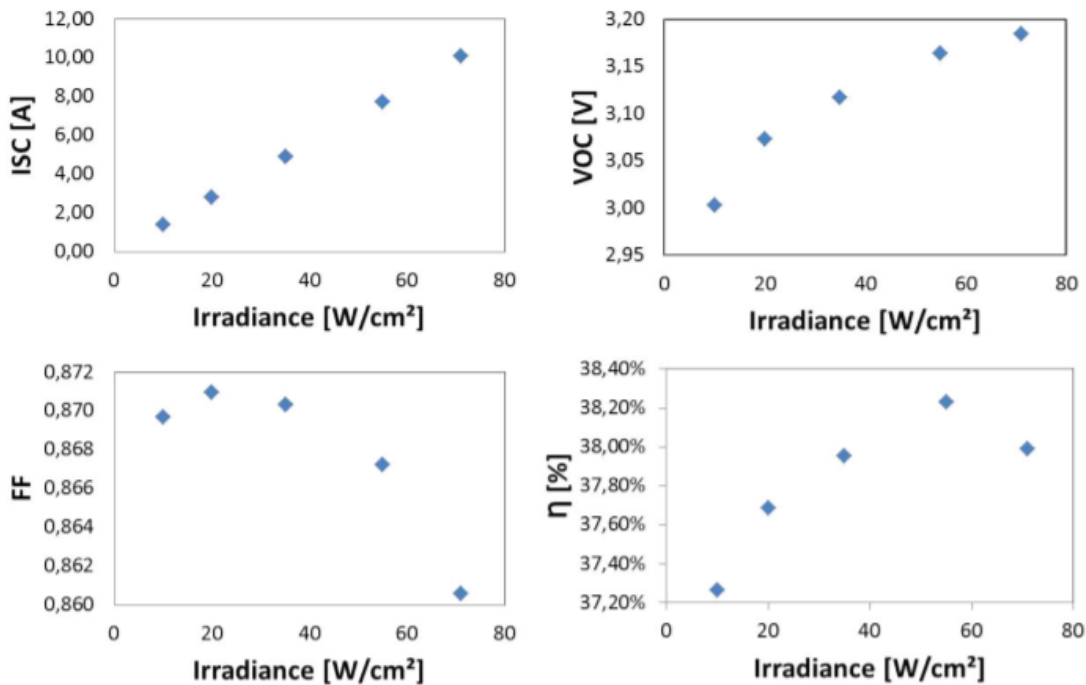 12,00
10,00
8,00
6,00
4,00
2,00
0,00
ISC [A]
0 20 40 60 80
Irradiance [W/cm²]
3,20
3,15
3,10
3,05
3,00
2,95
VOC [V]
0 20 40 60 80
Irradiance [W/cm²]
0,872
0,870
0,868
0,866
0,864
0,862
0,860
FF
0 20 40 60 80
Irradiance [W/cm²]
38,40%
38,20%
38,00%
37,80%
37,60%
37,40%
37,20%
η [%]
0 20 40 60 80
Irradiance [W/cm²]